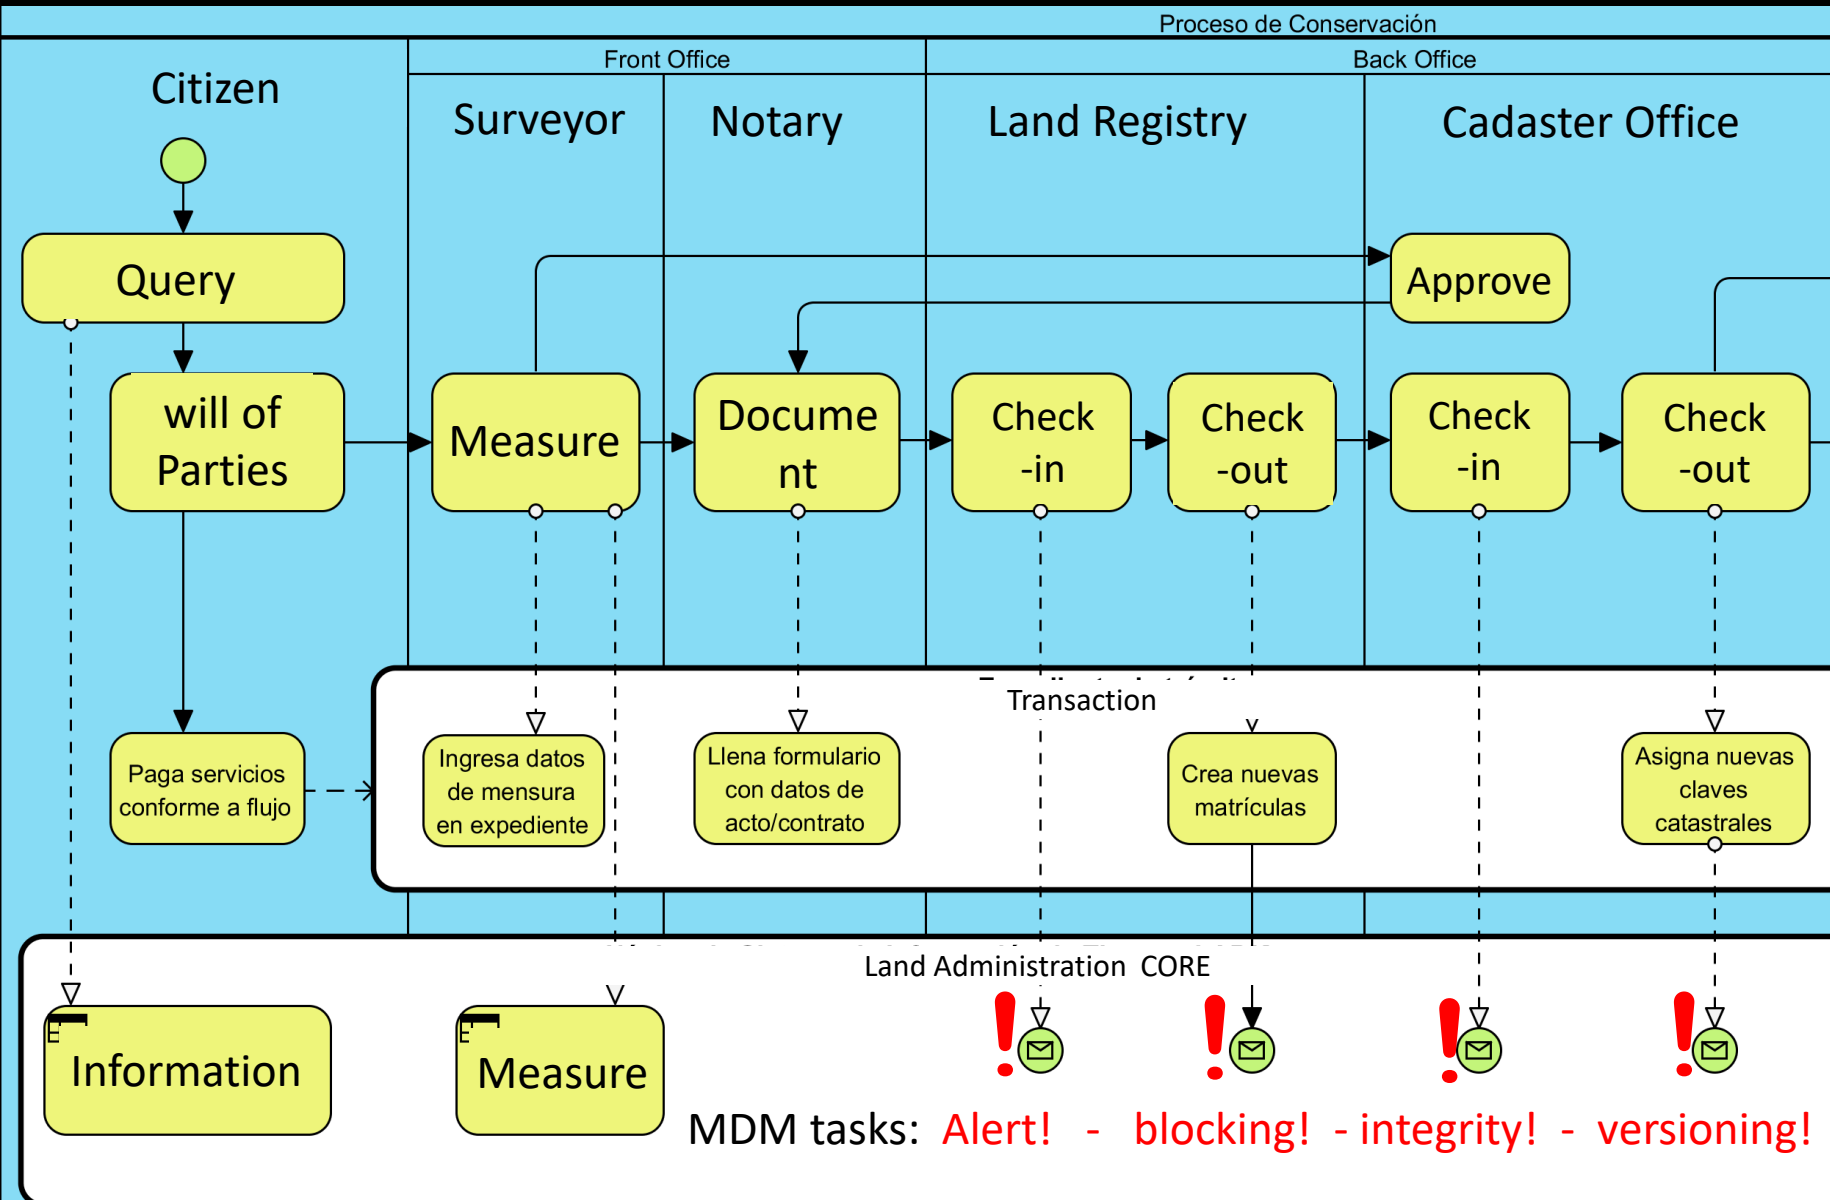 Proceso de Conservación
Front Office
Back Office
Citizen
Surveyor
Notary
Land Registry
Cadaster Office
Query
Approve
will of
Parties
Measure
Docume
nt
Check
-in
Check
-out
Check
-in
Check
-out
Transaction
Paga servicios
conforme a flujo
Ingresa datos
de mensura
en expediente
Llena formulario
con datos de
acto/contrato
Crea nuevas
matrículas
Asigna nuevas
claves
catastrales
Land Administration CORE
Information
Measure
! ! ! !
MDM tasks: Alert! - blocking! - integrity! - versioning!